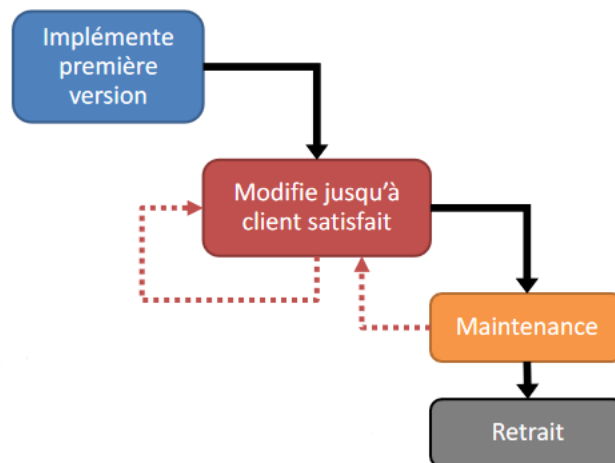 Implémente
première
version
Modifie jusqu'à
client satisfait
Maintenance
Retrait